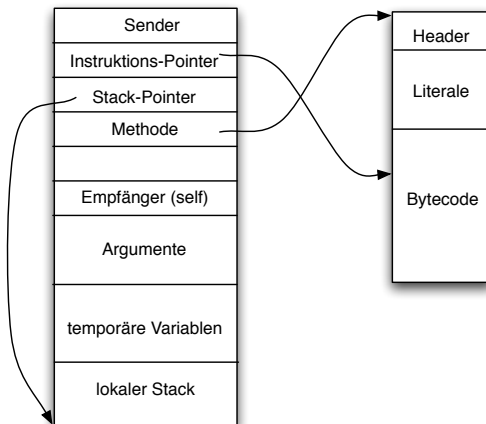 Sender
Instruktions-Pointer
Stack-Pointer
Methode
Empfänger (self)
Argumente
temporäre Variablen
lokaler Stack
Header
Literale
Bytecode